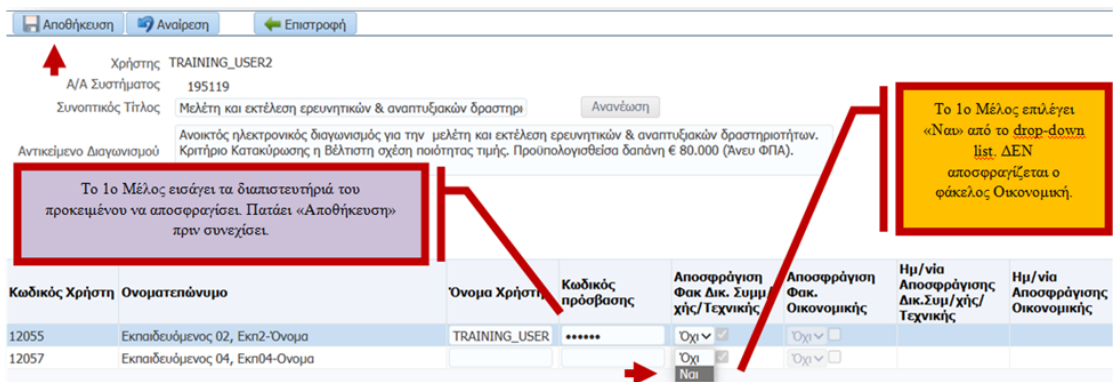 Αποθήκευση Αναίρεση Επιστροφή
Χρήστης TRAINING_USER2
Α/Α Συστήματος 195119
Συνοπτικός Τίτλος Μελέτη και εκτέλεση ερευνητικών & αναπτυξιακών δραστηρι Ανανέωση
Αντικείμενο Διαγωνισμού Ανοικτός ηλεκτρονικός διαγωνισμός για την μελέτη και εκτέλεση ερευνητικών & αναπτυξιακών δραστηριοτήτων.
Κριτήριο Κατακύρωσης η Βέλτιστη σχέση ποιότητας τιμής. Προϋπολογισθείσα δαπάνη € 80.000 (Άνευ ΦΠΑ).
Το 1ο Μέλος επιλέγει
«Ναι» από το drop-down
list. ΔΕΝ
αποσφραγίζεται ο
φάκελος Οικονομική.
Το 1ο Μέλος εισάγει τα διαπιστευτήριά του
προκειμένου να αποσφραγίσει. Πατάει «Αποθήκευση»
πριν συνεχίσει.
Κωδικός Χρήστη Ονοματεπώνυμο Όνομα Χρήστη
Κωδικός
πρόσβασης
Αποσφράγιση
Φακ Δικ. Συμμ/
χής/Τεχνικής
Αποσφράγιση
Φακ.
Οικονομικής
Ημ/νία
Αποσφράγισης
Δικ.Συμ/χής/
Τεχνικής
Ημ/νία
Αποσφράγισης
Οικονομικής
12055 Εκπαιδευόμενος 02, Εκπ2-Όνομα TRAINING_USER •••••• Όχι Όχι
12057 Εκπαιδευόμενος 04, Εκπ04-Ονομα Όχι Όχι
Ναι